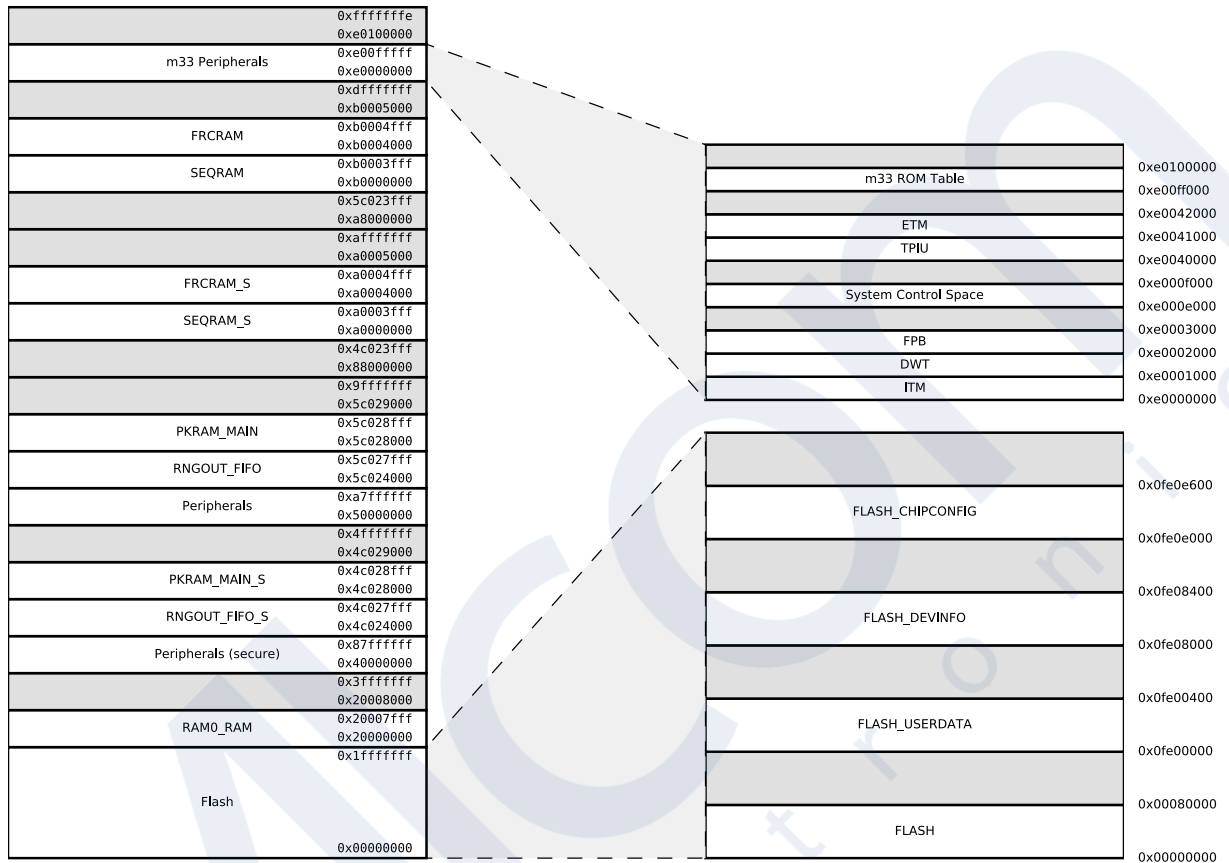 0xfffffffe
0xe0100000
m33 Peripherals
0xe00fffff
0xe0000000
0xdfffffff
0xb0005000
FRCRAM
0xb0004fff
0xb0004000
SEQRAM
0xb0003fff
0xb0000000
0x5c023fff
0xa8000000
0xafffffff
0xa0005000
FRCRAM_S
0xa0004fff
0xa0004000
SEQRAM_S
0xa0003fff
0xa0000000
0x4c023fff
0x88000000
0x9fffffff
0x5c029000
PKRAM_MAIN
0x5c028fff
0x5c028000
RNGOUT_FIFO
0x5c027fff
0x5c024000
Peripherals
0xa7ffffff
0x50000000
0x4fffffff
0x4c029000
PKRAM_MAIN_S
0x4c028fff
0x4c028000
RNGOUT_FIFO_S
0x4c027fff
0x4c024000
Peripherals (secure)
0x87ffffff
0x40000000
0x3fffffff
0x20008000
RAM0_RAM
0x20007fff
0x20000000
0x1fffffff
Flash
0x00000000
0xe0100000
m33 ROM Table
0xe00ff000
0xe0042000
ETM
0xe0041000
TPIU
0xe0040000
0xe000f000
System Control Space
0xe000e000
0xe0003000
FPB
0xe0002000
DWT
0xe0001000
ITM
0xe0000000
0x0fe0e600
FLASH_CHIPCONFIG
0x0fe0e000
0x0fe08400
FLASH_DEVINFO
0x0fe08000
0x0fe00400
FLASH_USERDATA
0x0fe00000
0x00080000
FLASH
0x00000000